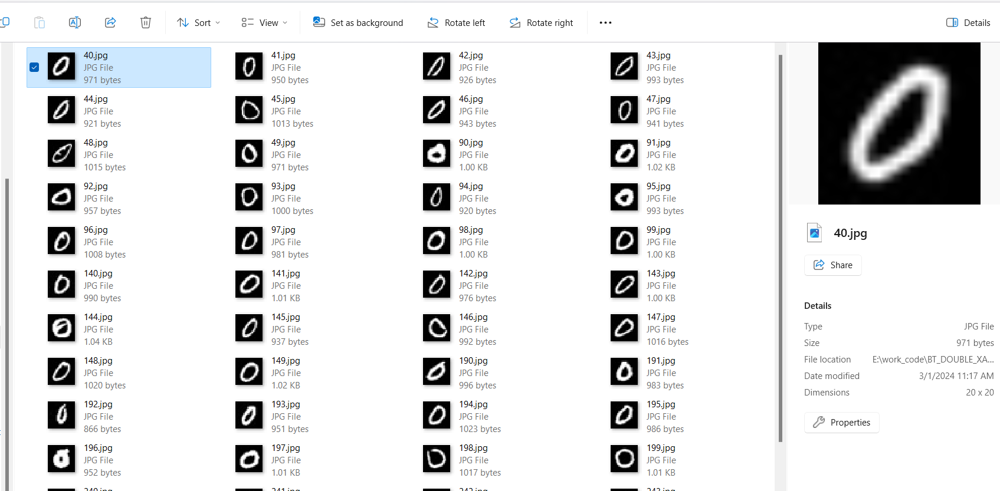 Sort
View
Set as background
Rotate left
Rotate right
Details
40.jpg
JPG File
971 bytes
41.jpg
JPG File
950 bytes
42.jpg
JPG File
926 bytes
43.jpg
JPG File
993 bytes
44.jpg
JPG File
921 bytes
45.jpg
JPG File
1013 bytes
46.jpg
JPG File
943 bytes
47.jpg
JPG File
941 bytes
48.jpg
JPG File
1015 bytes
49.jpg
JPG File
971 bytes
90.jpg
JPG File
1.00 KB
91.jpg
JPG File
1.02 KB
92.jpg
JPG File
957 bytes
93.jpg
JPG File
1000 bytes
94.jpg
JPG File
920 bytes
95.jpg
JPG File
993 bytes
96.jpg
JPG File
1008 bytes
97.jpg
JPG File
981 bytes
98.jpg
JPG File
1.00 KB
99.jpg
JPG File
1.00 KB
140.jpg
JPG File
990 bytes
141.jpg
JPG File
1.01 KB
142.jpg
JPG File
976 bytes
143.jpg
JPG File
1.00 KB
144.jpg
JPG File
1.04 KB
145.jpg
JPG File
937 bytes
146.jpg
JPG File
992 bytes
147.jpg
JPG File
1016 bytes
148.jpg
JPG File
1020 bytes
149.jpg
JPG File
1.02 KB
190.jpg
JPG File
996 bytes
191.jpg
JPG File
983 bytes
192.jpg
JPG File
866 bytes
193.jpg
JPG File
951 bytes
194.jpg
JPG File
1023 bytes
195.jpg
JPG File
986 bytes
196.jpg
JPG File
952 bytes
197.jpg
JPG File
1.01 KB
198.jpg
JPG File
1017 bytes
199.jpg
JPG File
1.01 KB
0
40.jpg
Share
Details
Type JPG File
Size 971 bytes
File location E:\work_code\BT_DOUBLE_XA...
Date modified 3/1/2024 11:17 AM
Dimensions 20 x 20
Properties